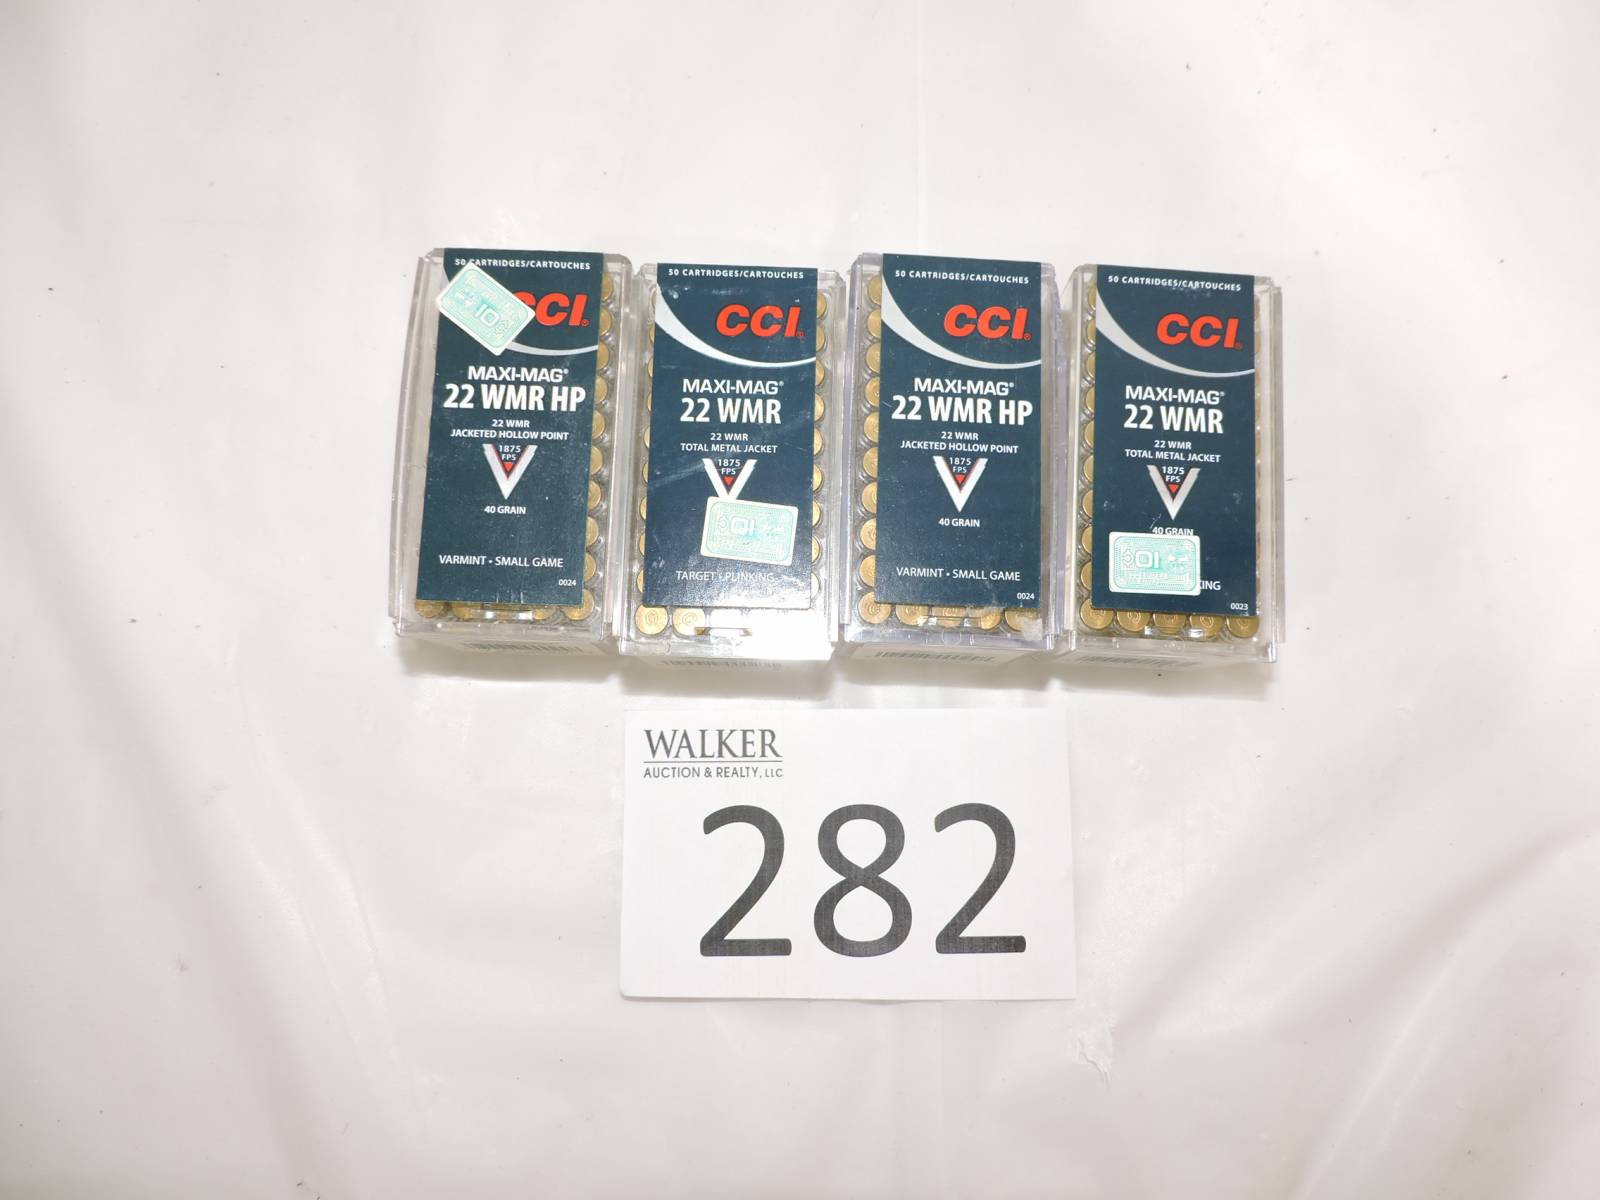 50 CARTRIDGES/CARTOUCHES
CCI®
MAXI-MAG®
22 WMR HP
22 WMR
JACKETED HOLLOW POINT
1875
FPS
40 GRAIN
VARMINT • SMALL GAME
0024
50 CARTRIDGES/CARTOUCHES
CCI®
MAXI-MAG®
22 WMR
22 WMR
TOTAL METAL JACKET
1875
FPS
TARGET • PLINKING
50 CARTRIDGES/CARTOUCHES
CCI®
MAXI-MAG®
22 WMR HP
22 WMR
JACKETED HOLLOW POINT
1875
FPS
40 GRAIN
VARMINT • SMALL GAME
0024
50 CARTRIDGES/CARTOUCHES
CCI®
MAXI-MAG®
22 WMR
22 WMR
TOTAL METAL JACKET
1875
FPS
40 GRAIN
KING
0023
WALKER
AUCTION & REALTY, LLC
282